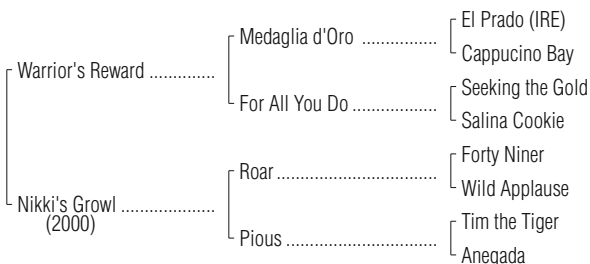 El Prado (IRE)
Medaglia d'Oro ...............
Cappucino Bay
Warrior's Reward .............
Seeking the Gold
For All You Do .................
Salina Cookie
Forty Niner
Roar ................................
Wild Applause
Nikki's Growl ..................
(2000)
Tim the Tiger
Pious ..............................
Anegada